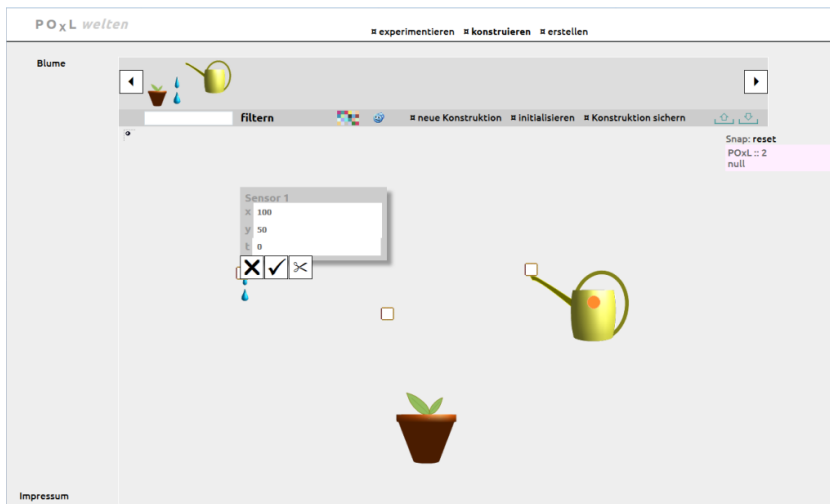 POXL welten
¤ experimentieren ¤ konstruieren ¤ erstellen
Blume
filtern
¤ neue Konstruktion ¤ initialisieren ¤ Konstruktion sichern
Snap: reset
POxL :: 2
null
Sensor 1
x 100
y 50
t 0
Impressum